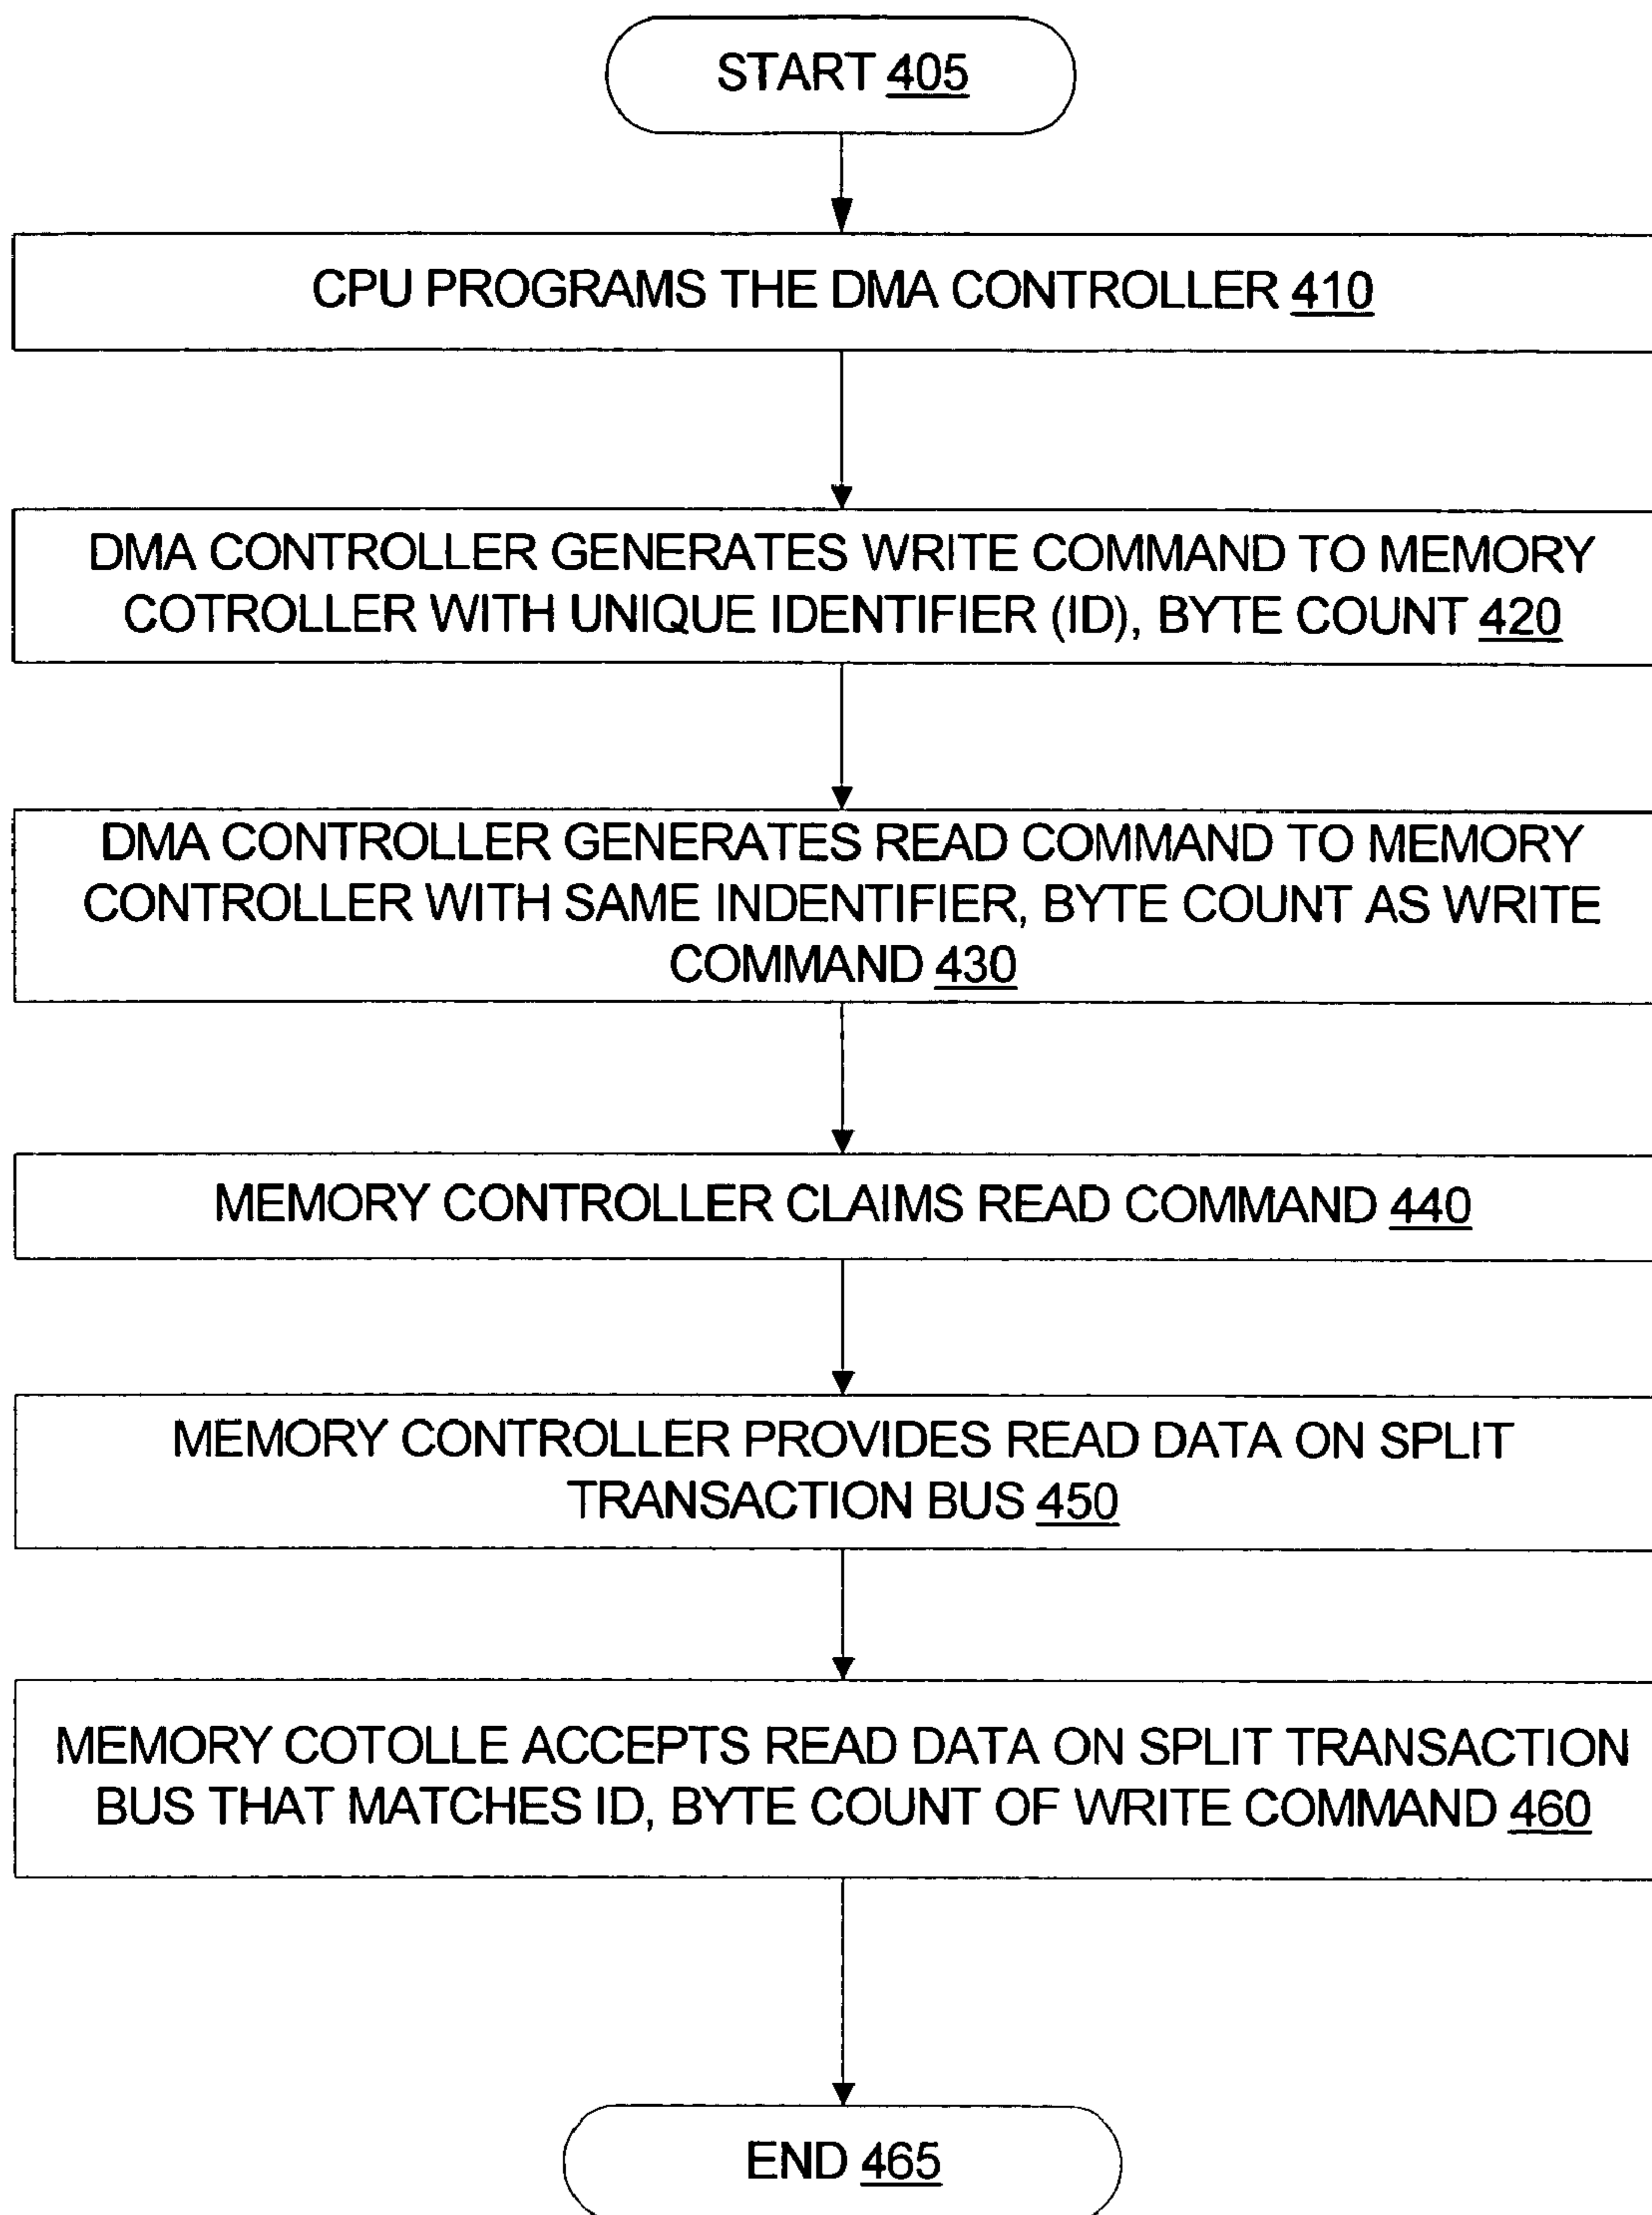 START 405
CPU PROGRAMS THE DMA CONTROLLER 410
DMA CONTROLLER GENERATES WRITE COMMAND TO MEMORY
COTROLLER WITH UNIQUE IDENTIFIER (ID), BYTE COUNT 420
DMA CONTROLLER GENERATES READ COMMAND TO MEMORY
CONTROLLER WITH SAME INDENTIFIER, BYTE COUNT AS WRITE
COMMAND 430
MEMORY CONTROLLER CLAIMS READ COMMAND 440
MEMORY CONTROLLER PROVIDES READ DATA ON SPLIT
TRANSACTION BUS 450
MEMORY COTOLLE ACCEPTS READ DATA ON SPLIT TRANSACTION
BUS THAT MATCHES ID, BYTE COUNT OF WRITE COMMAND 460
END 465